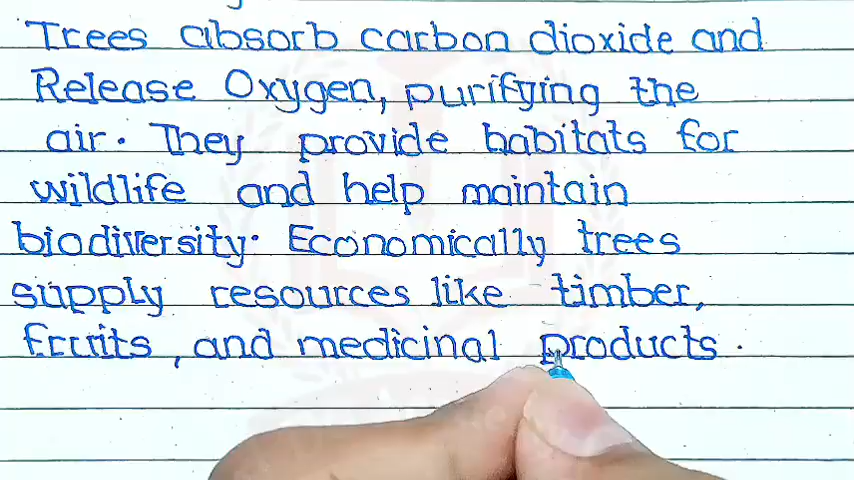 Trees absorb carbon dioxide and
Release Oxygen, purifying the
air. They provide habitats for
wildlife and help maintain
biodiversity. Economically trees
supply resources like timber,
fruits, and medicinal products.